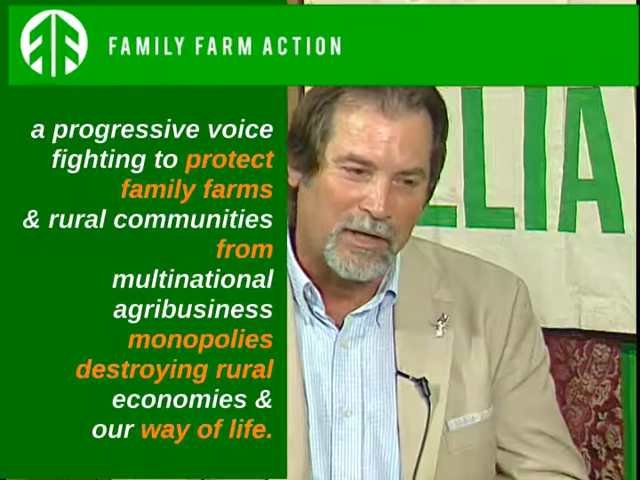 FAMILY FARM ACTION
a progressive voice
fighting to protect
family farms
& rural communities
from
multinational
agribusiness
monopolies
destroying rural
economies &
our way of life.
LLIA